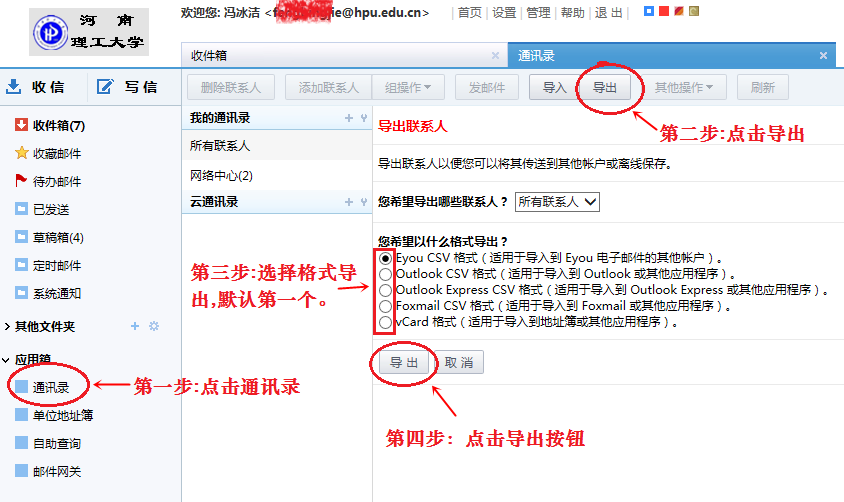 河 南
理工大学
欢迎您: 冯冰洁 <@hpu.edu.cn> | 首页 | 设置 | 管理 | 帮助 | 退 出 |
收件箱 ×
通讯录 ×
收 信 写 信
删除联系人 添加联系人 组操作 发邮件 导入 导出 其他操作 刷新
收件箱(7)
收藏邮件
待办邮件
已发送
草稿箱(4)
定时邮件
系统通知
其他文件夹 +
应用箱
通讯录
单位地址簿
自助查询
邮件网关
我的通讯录 +
所有联系人
网络中心(2)
云通讯录 +
导出联系人
第二步:点击导出
导出联系人以便您可以将其传送到其他帐户或离线保存。
您希望导出哪些联系人？ 所有联系人
您希望以什么格式导出？
Eyou CSV 格式（适用于导入到 Eyou 电子邮件的其他帐户）。
Outlook CSV 格式（适用于导入到 Outlook 或其他应用程序）。
Outlook Express CSV 格式（适用于导入到 Outlook Express 或其他应用程序）。
Foxmail CSV 格式（适用于导入到 Foxmail 或其他应用程序）。
vCard 格式（适用于导入到地址簿或其他应用程序）。
第三步:选择格式导
出,默认第一个。
导 出 取 消
第一步:点击通讯录
第四步：点击导出按钮